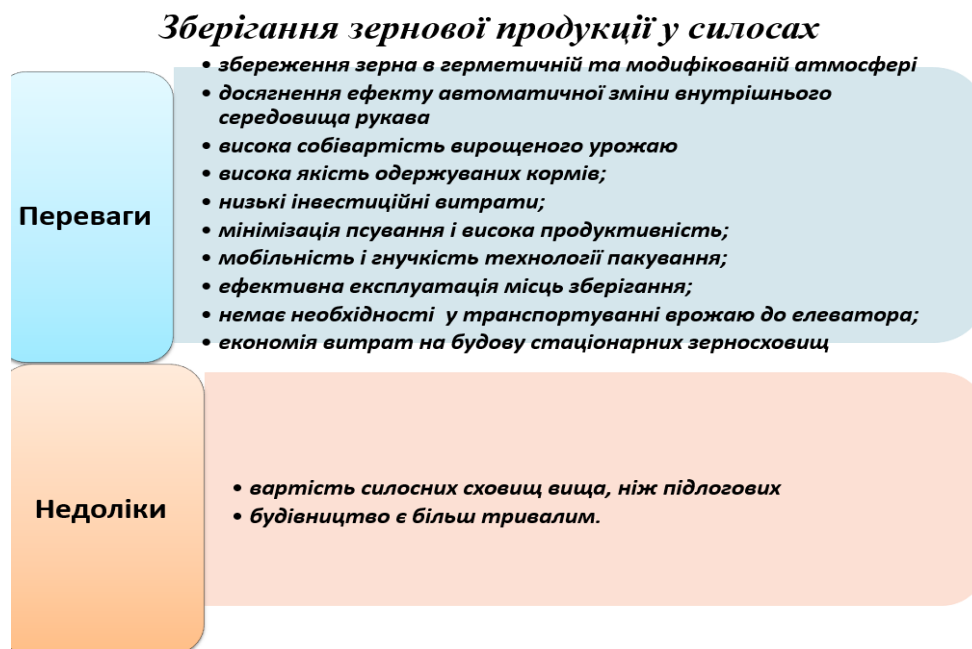 Зберігання зернової продукції у силосах
Переваги
• збереження зерна в герметичній та модифікованій атмосфері
• досягнення ефекту автоматичної зміни внутрішнього
середовища рукава
• висока собівартість вирощеного урожаю
• висока якість одержуваних кормів;
• низькі інвестиційні витрати;
• мінімізація псування і висока продуктивність;
• мобільність і гнучкість технології пакування;
• ефективна експлуатація місць зберігання;
• немає необхідності у транспортуванні врожаю до елеватора;
• економія витрат на будову стаціонарних зерносховищ
Недоліки
• вартість силосних сховищ вища, ніж підлогових
• будівництво є більш тривалим.